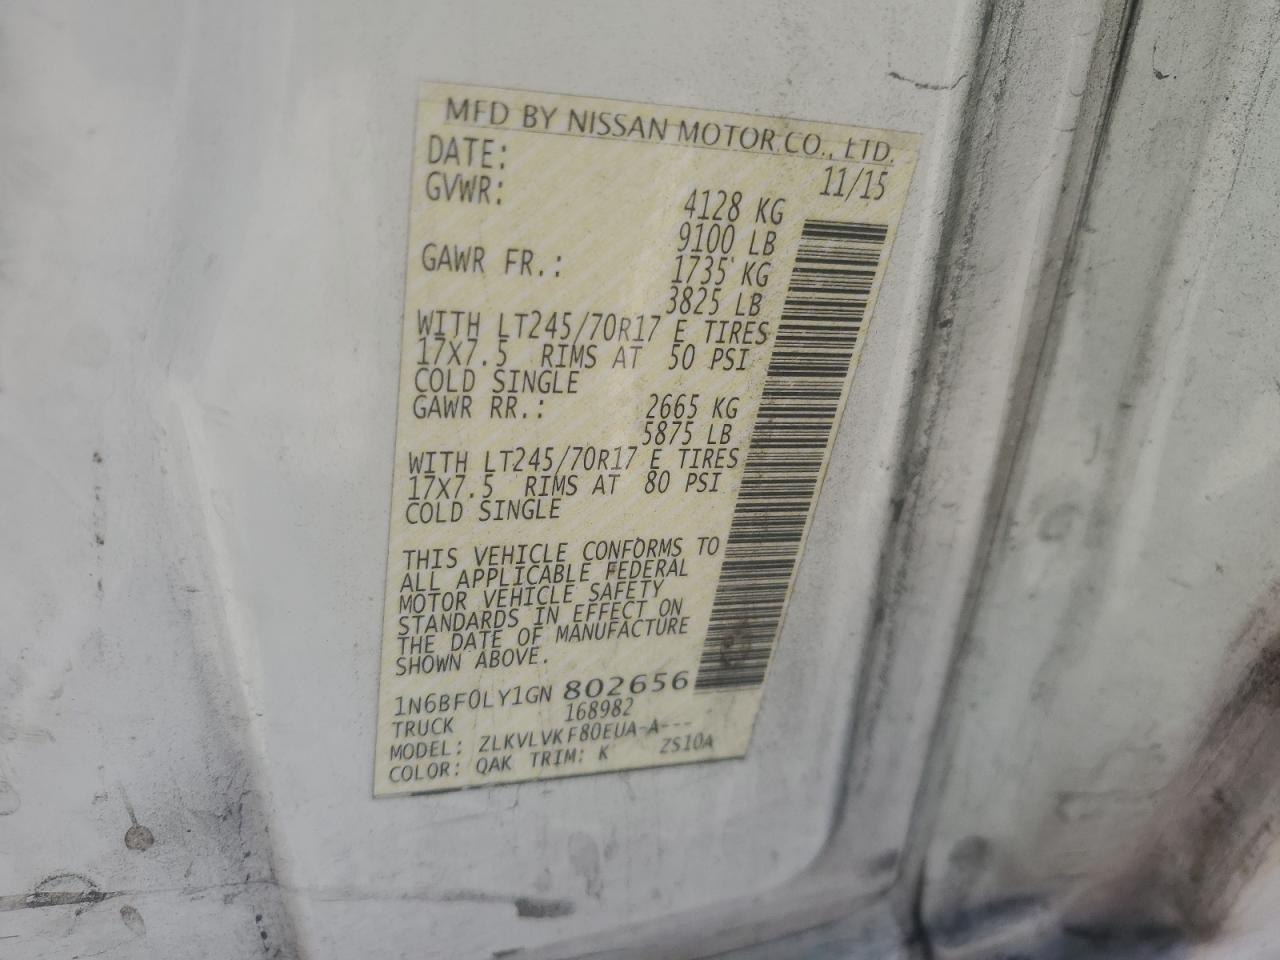 MFD BY NISSAN MOTOR CO., LTD.
DATE: 11/15
GVWR: 4128 KG
9100 LB
GAWR FR.: 1735 KG
3825 LB
WITH LT245/70R17 E TIRES
17X7.5 RIMS AT 50 PSI
COLD SINGLE
GAWR RR.: 2665 KG
5875 LB
WITH LT245/70R17 E TIRES
17X7.5 RIMS AT 80 PSI
COLD SINGLE
THIS VEHICLE CONFORMS TO
ALL APPLICABLE FEDERAL
MOTOR VEHICLE SAFETY
STANDARDS IN EFFECT ON
THE DATE OF MANUFACTURE
SHOWN ABOVE.
1N6BF0LY1GN 802656
TRUCK 168982
MODEL: ZLKVLVKF80EUA-A---
COLOR: QAK TRIM: K ZS10A